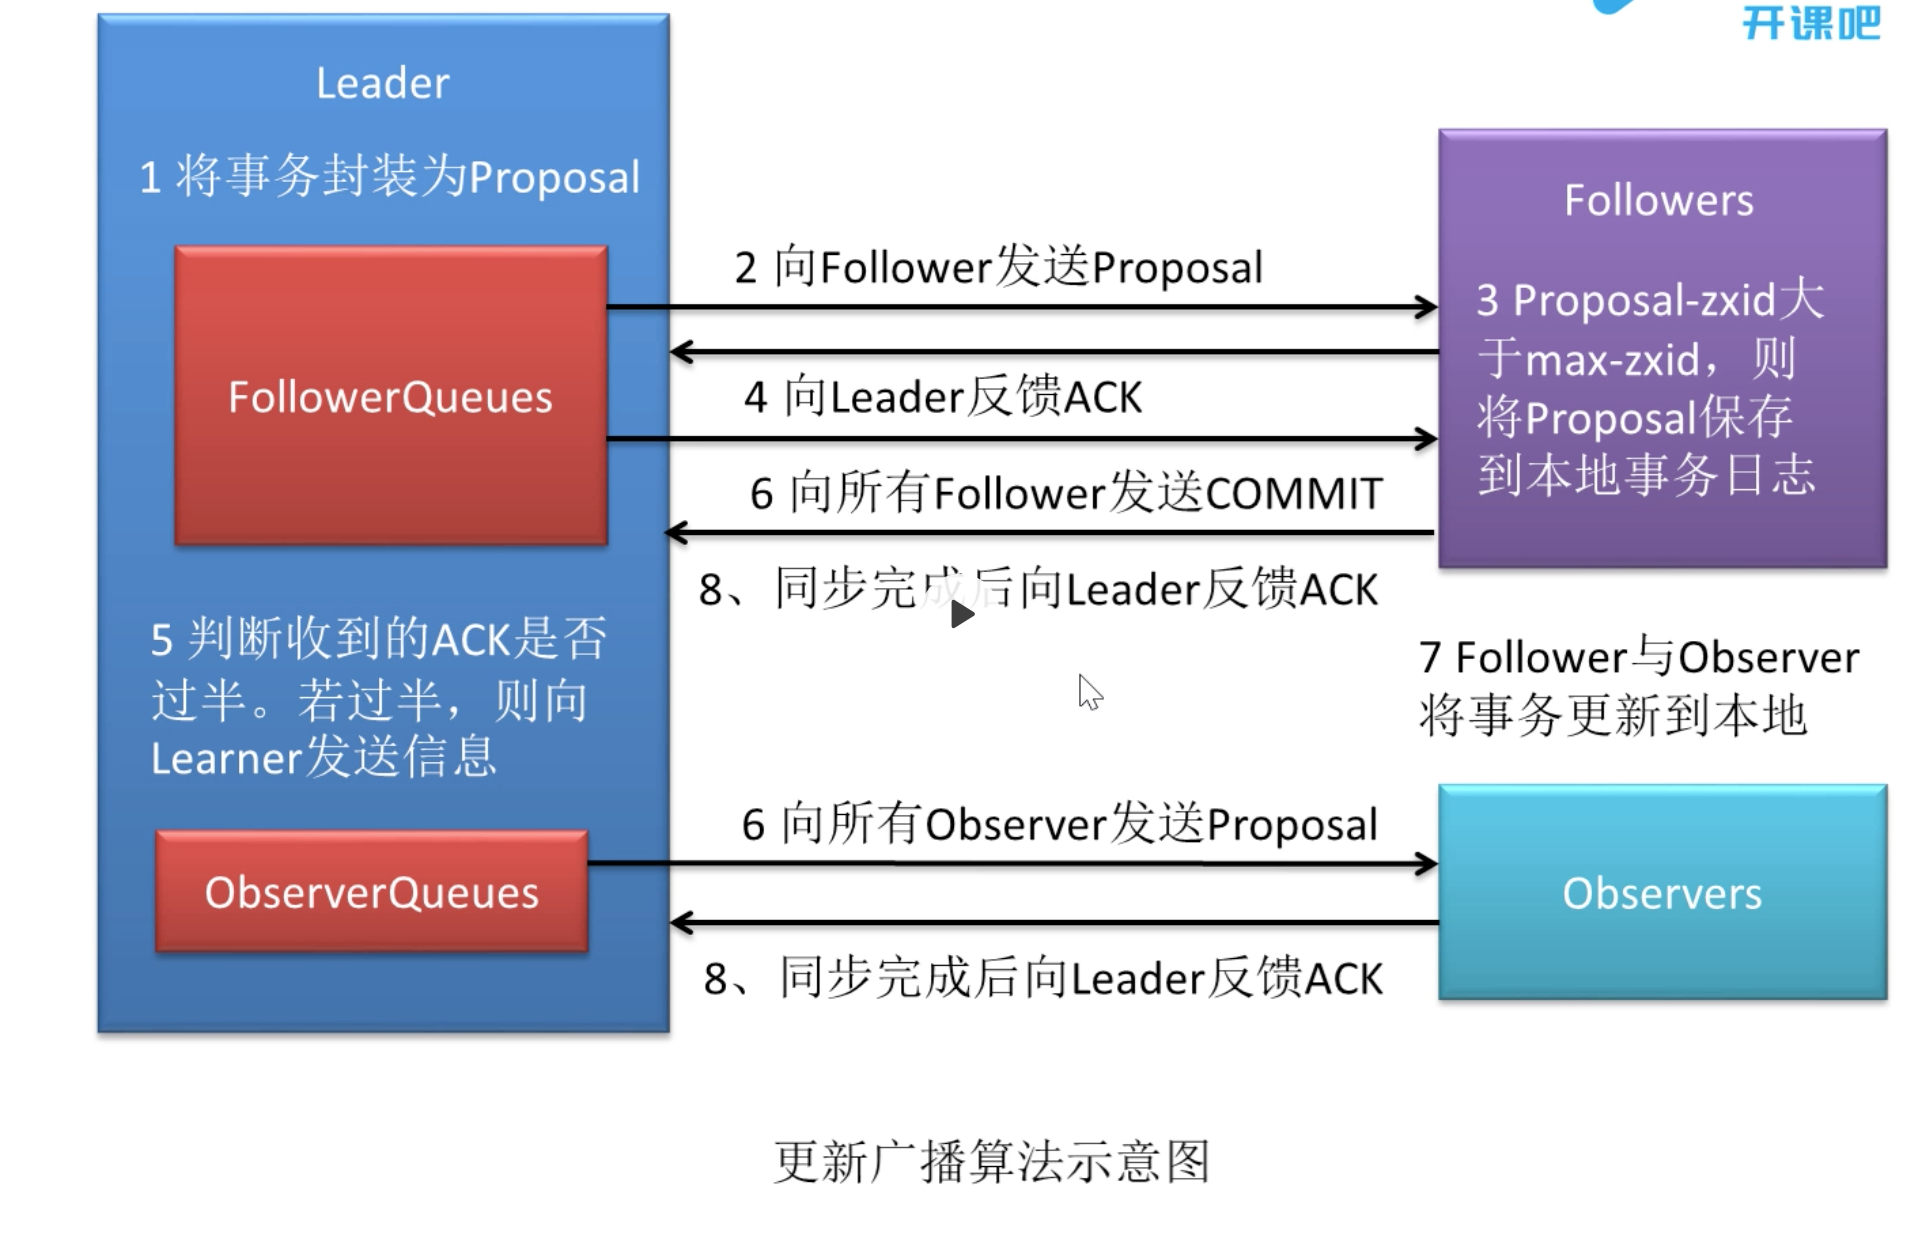 开课吧
Leader
1 将事务封装为Proposal
Followers
2 向Follower发送Proposal
3 Proposal-zxid大
于max-zxid，则
将Proposal保存
到本地事务日志
FollowerQueues
4 向Leader反馈ACK
6 向所有Follower发送COMMIT
8、同步完成后向Leader反馈ACK
5 判断收到的ACK是否
过半。若过半，则向
Learner发送信息
7 Follower与Observer
将事务更新到本地
6 向所有Observer发送Proposal
ObserverQueues
Observers
8、同步完成后向Leader反馈ACK
更新广播算法示意图